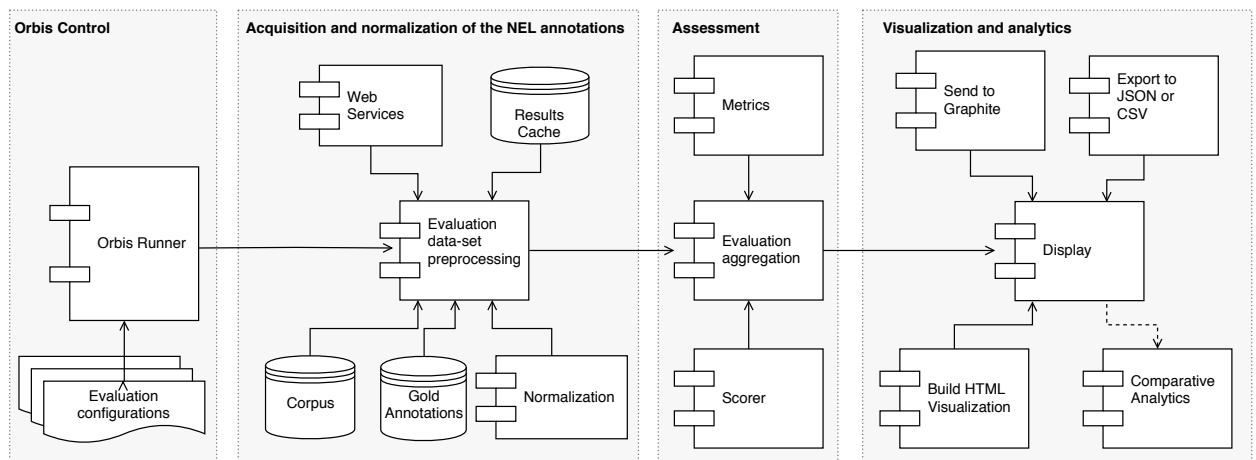 Orbis Control
Acquisition and normalization of the NEL annotations
Assessment
Visualization and analytics
Web
Services
Results
Cache
Metrics
Send to
Graphite
Export to
JSON or
CSV
Orbis Runner
Evaluation
data-set
preprocessing
Evaluation
aggregation
Display
Evaluation
configurations
Corpus
Gold
Annotations
Normalization
Scorer
Build HTML
Visualization
Comparative
Analytics